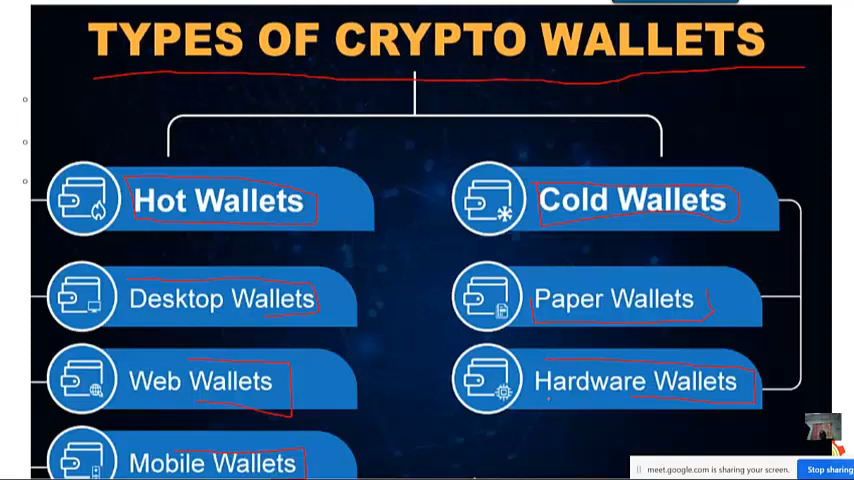 TYPES OF CRYPTO WALLETS
Hot Wallets
Desktop Wallets
Web Wallets
Mobile Wallets
Cold Wallets
Paper Wallets
Hardware Wallets
meet.google.com is sharing your screen.
Stop sharing